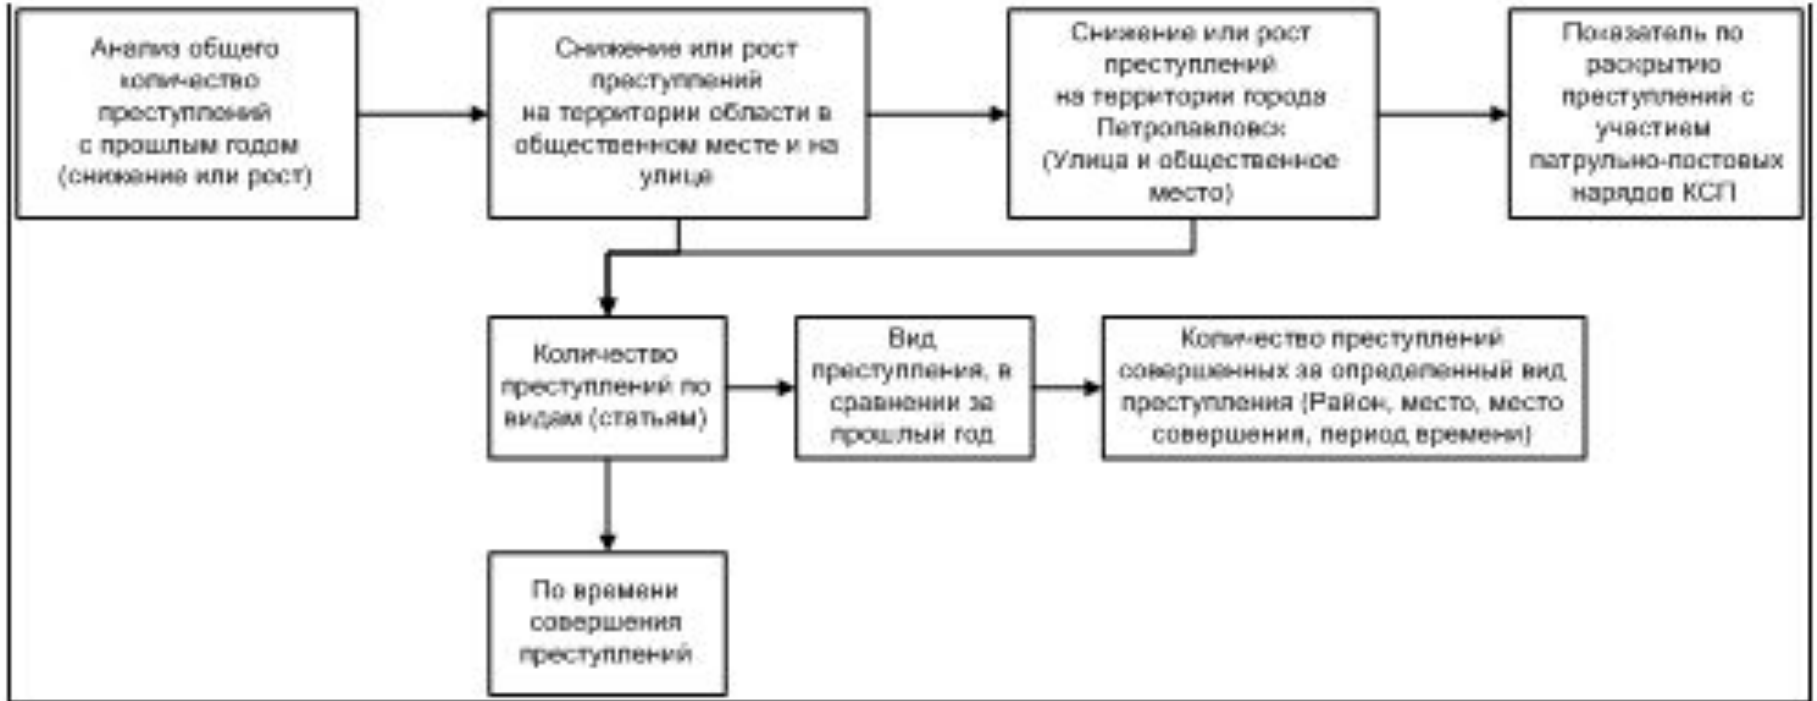 Анализ общего
количество
преступлений
с прошлым годом
(снижение или рост)
Снижение или рост
преступлений
на территории области в
общественном месте и на
улице
Снижение или рост
преступлений
на территории города
Петропавловск
(Улица и общественное
место)
Показатель по
раскрытию
преступлений с
участием
патрульно-постовых
нарядов КСП
Количество
преступлений по
видам (статьям)
Вид
преступления, в
сравнении за
прошлый год
Количество преступлений
совершенных за определенный вид
преступления (Район, место, место
совершения, период времени)
По времени
совершения
преступлений